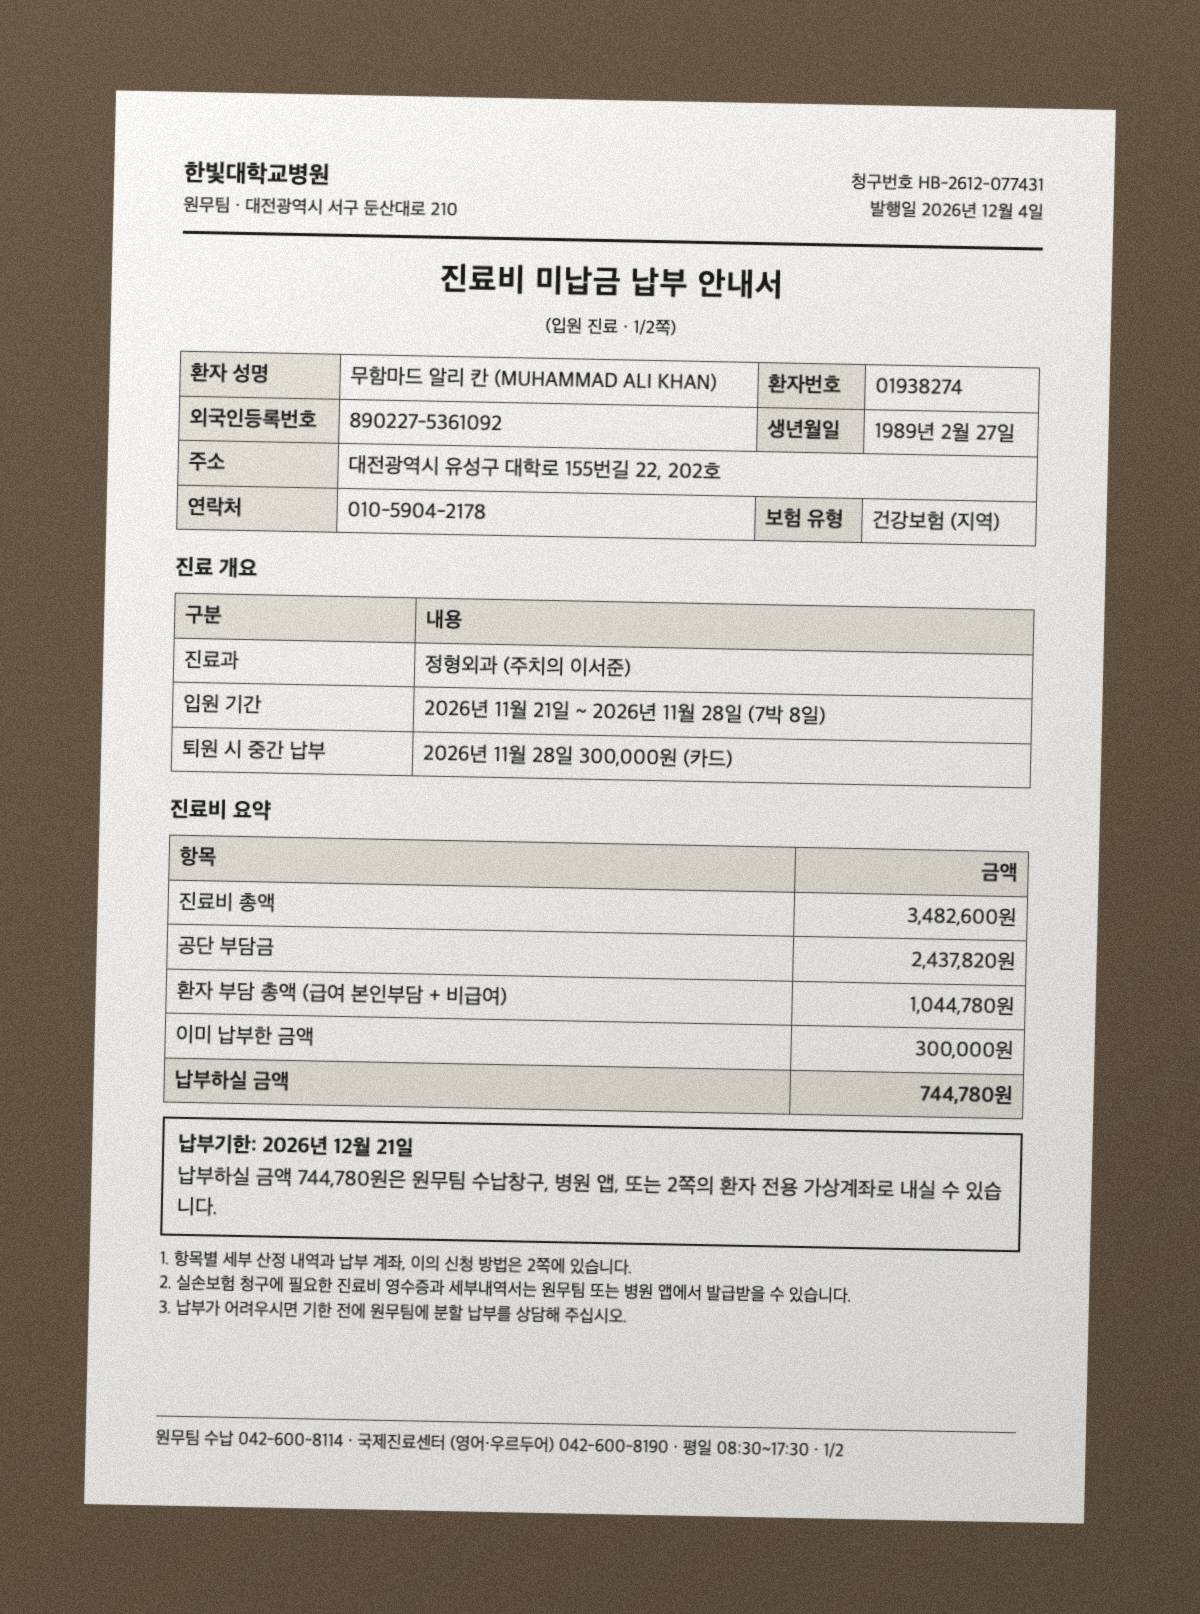 한빛대학교병원
원무팀 · 대전광역시 서구 둔산대로 210
청구번호 HB-2612-077431
발행일 2026년 12월 4일
진료비 미납금 납부 안내서
(입원 진료 · 1/2쪽)
환자 성명 무함마드 알리 칸 (MUHAMMAD ALI KHAN) 환자번호 01938274
외국인등록번호 890227-5361092 생년월일 1989년 2월 27일
주소 대전광역시 유성구 대학로 155번길 22, 202호
연락처 010-5904-2178 보험 유형 건강보험 (지역)
진료 개요
구분 내용
진료과 정형외과 (주치의 이서준)
입원 기간 2026년 11월 21일 ~ 2026년 11월 28일 (7박 8일)
퇴원 시 중간 납부 2026년 11월 28일 300,000원 (카드)
진료비 요약
항목 금액
진료비 총액 3,482,600원
공단 부담금 2,437,820원
환자 부담 총액 (급여 본인부담 + 비급여) 1,044,780원
이미 납부한 금액 300,000원
납부하실 금액 744,780원
납부기한: 2026년 12월 21일
납부하실 금액 744,780원은 원무팀 수납창구, 병원 앱, 또는 2쪽의 환자 전용 가상계좌로 내실 수 있습
니다.
1. 항목별 세부 산정 내역과 납부 계좌, 이의 신청 방법은 2쪽에 있습니다.
2. 실손보험 청구에 필요한 진료비 영수증과 세부내역서는 원무팀 또는 병원 앱에서 발급받을 수 있습니다.
3. 납부가 어려우시면 기한 전에 원무팀에 분할 납부를 상담해 주십시오.
원무팀 수납 042-600-8114 · 국제진료센터 (영어·우르두어) 042-600-8190 · 평일 08:30~17:30 · 1/2